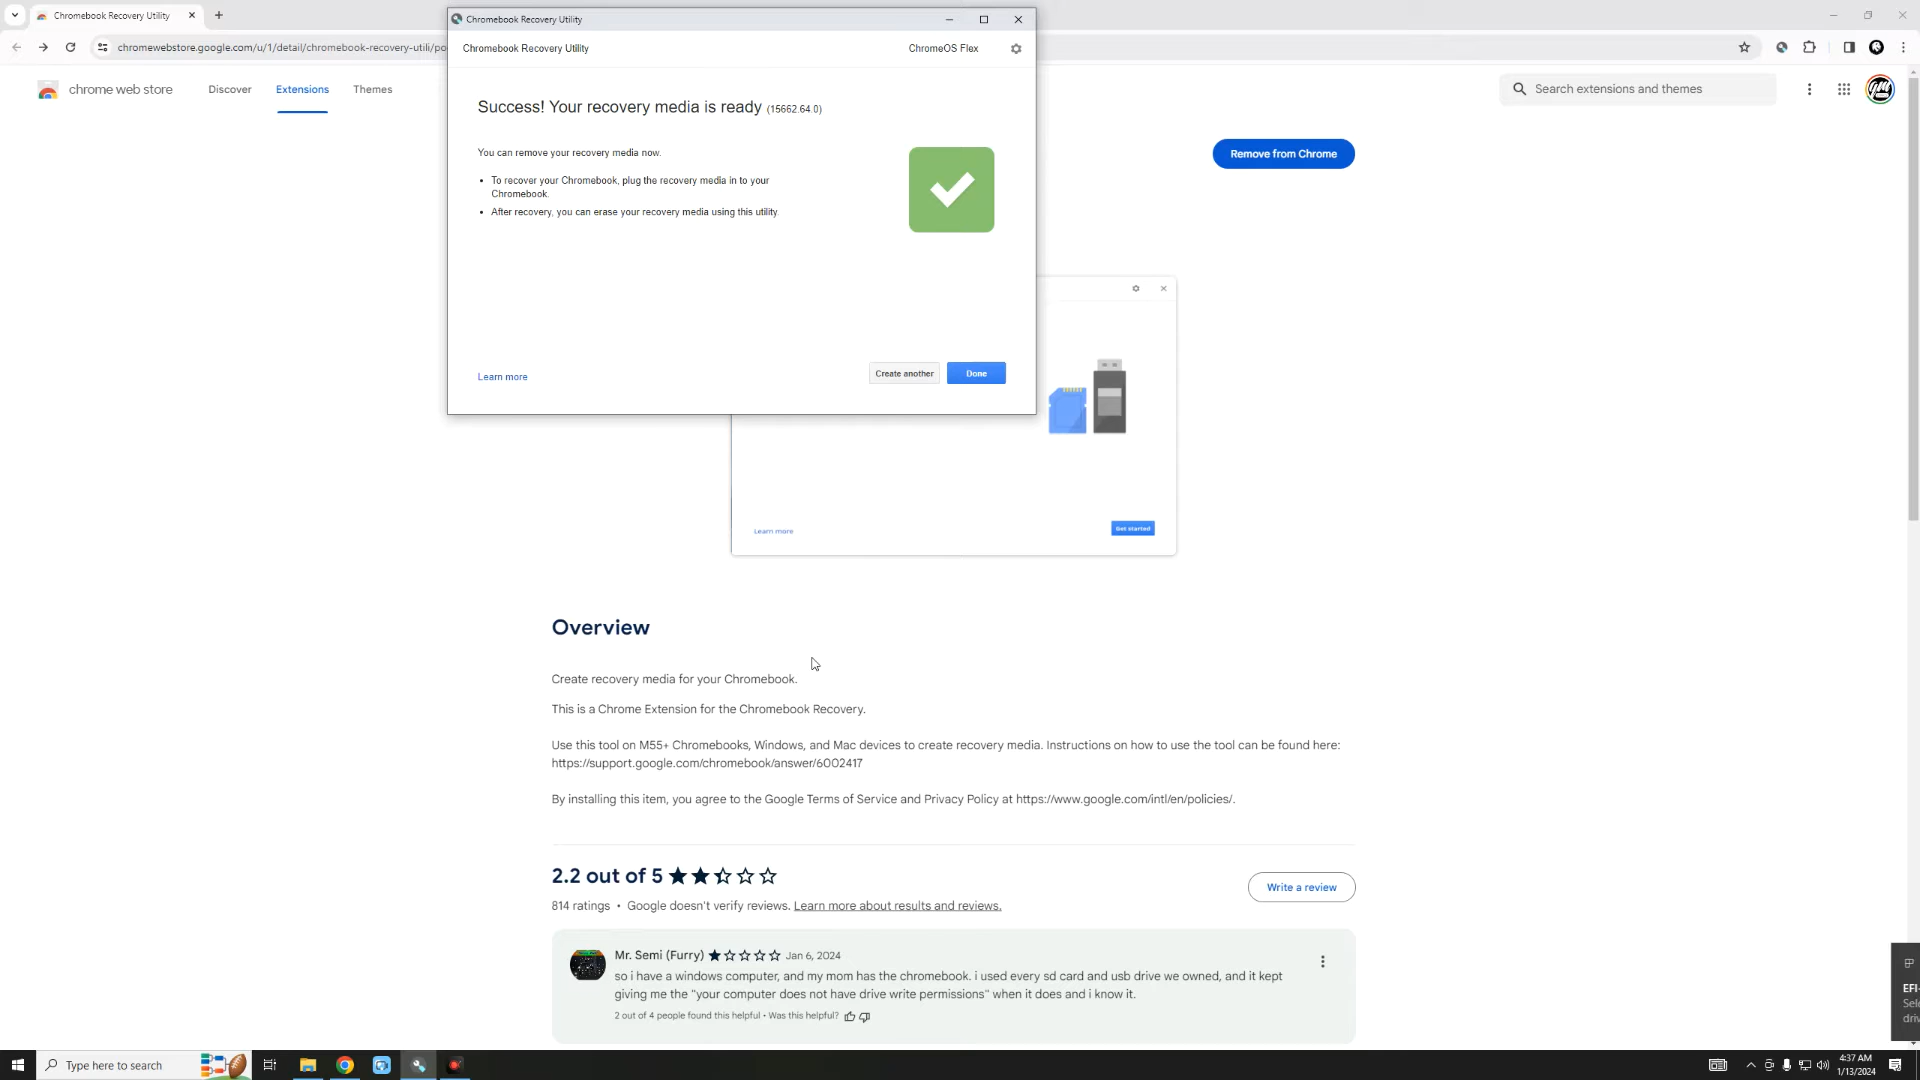 Chromebook Recovery Utility
chromewebstore.google.com/u/1/detail/chromebook-recovery-utili/po
chrome web store
Discover
Extensions
Themes
Search extensions and themes
Remove from Chrome
Chromebook Recovery Utility
Chromebook Recovery Utility
ChromeOS Flex
Success! Your recovery media is ready (15662.64.0)
You can remove your recovery media now.
• To recover your Chromebook, plug the recovery media in to your
Chromebook.
• After recovery, you can erase your recovery media using this utility.
Learn more
Create another
Done
Learn more
Get started
Overview
Create recovery media for your Chromebook.
This is a Chrome Extension for the Chromebook Recovery.
Use this tool on M55+ Chromebooks, Windows, and Mac devices to create recovery media. Instructions on how to use the tool can be found here:
https://support.google.com/chromebook/answer/6002417
By installing this item, you agree to the Google Terms of Service and Privacy Policy at https://www.google.com/intl/en/policies/.
2.2 out of 5
Write a review
814 ratings • Google doesn't verify reviews. Learn more about results and reviews.
Mr. Semi (Furry) Jan 6, 2024
so i have a windows computer, and my mom has the chromebook. i used every sd card and usb drive we owned, and it kept
giving me the "your computer does not have drive write permissions" when it does and i know it.
2 out of 4 people found this helpful • Was this helpful?
EFI-
Sele
driv
Type here to search
4:37 AM
1/13/2024